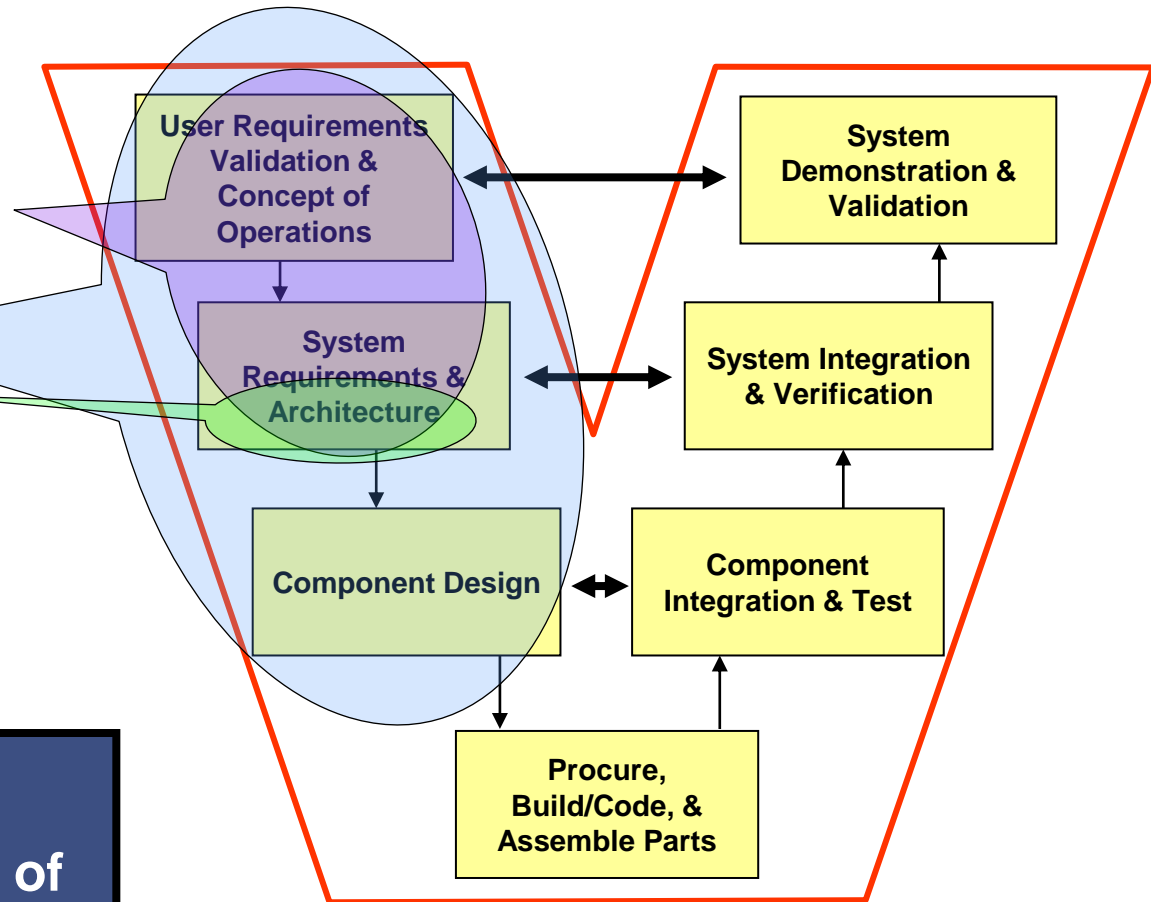 User Requirements
Validation &
Concept of
Operations
System
Demonstration &
Validation
System
Requirements &
Architecture
System Integration
& Verification
Component Design
Component
Integration & Test
Procure,
Build/Code, &
Assemble Parts
of